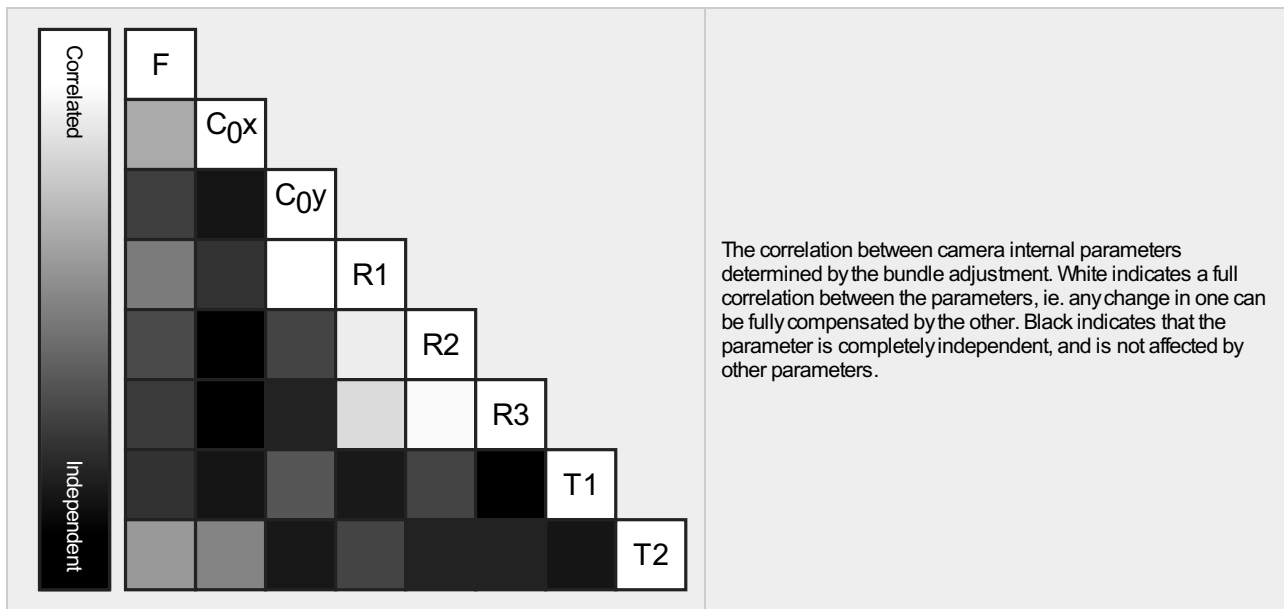 Correlated
Independent
F
C0x
C0y
R1
R2
R3
T1
T2
The correlation between camera internal parameters
determined by the bundle adjustment. White indicates a full
correlation between the parameters, ie. any change in one can
be fully compensated by the other. Black indicates that the
parameter is completely independent, and is not affected by
other parameters.